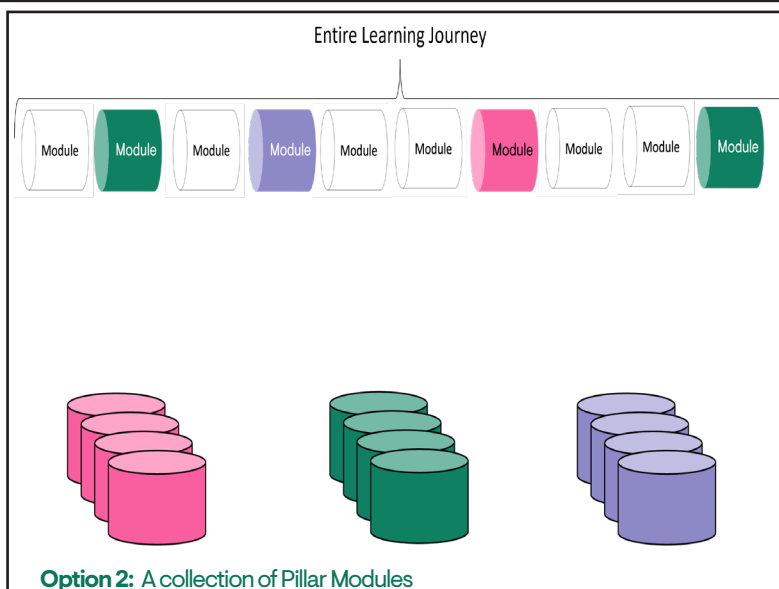 Entire Learning Journey
Module Module Module Module Module Module Module Module Module Module
Option 2: A collection of Pillar Modules